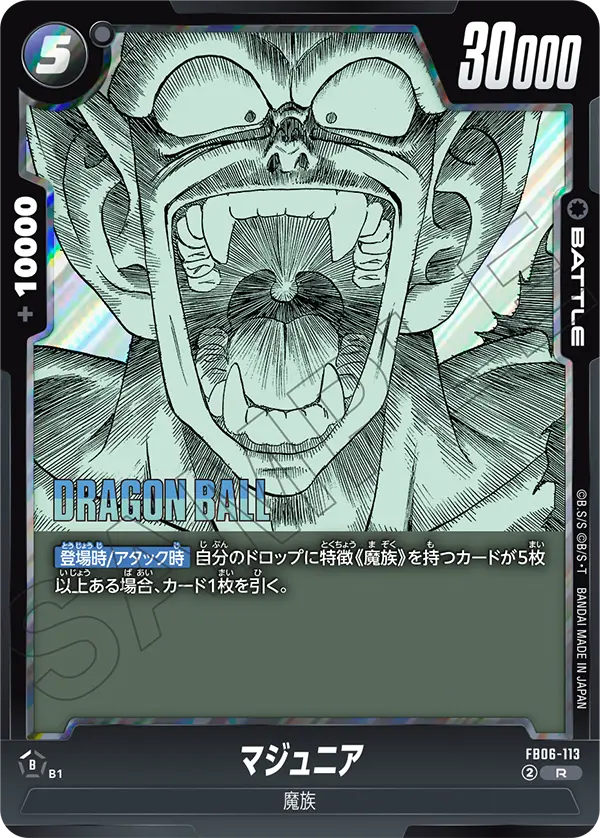 5
30000
+ 10000
BATTLE
SAMPLE
DRAGON BALL
登場時/アタック時 自分のドロップに特徴《魔族》を持つカードが5枚
以上ある場合、カード1枚を引く。
©B.S/S ©B/S・T BANDAI MADE IN JAPAN
B
B1
マジュニア
FB06-113
② R
魔族